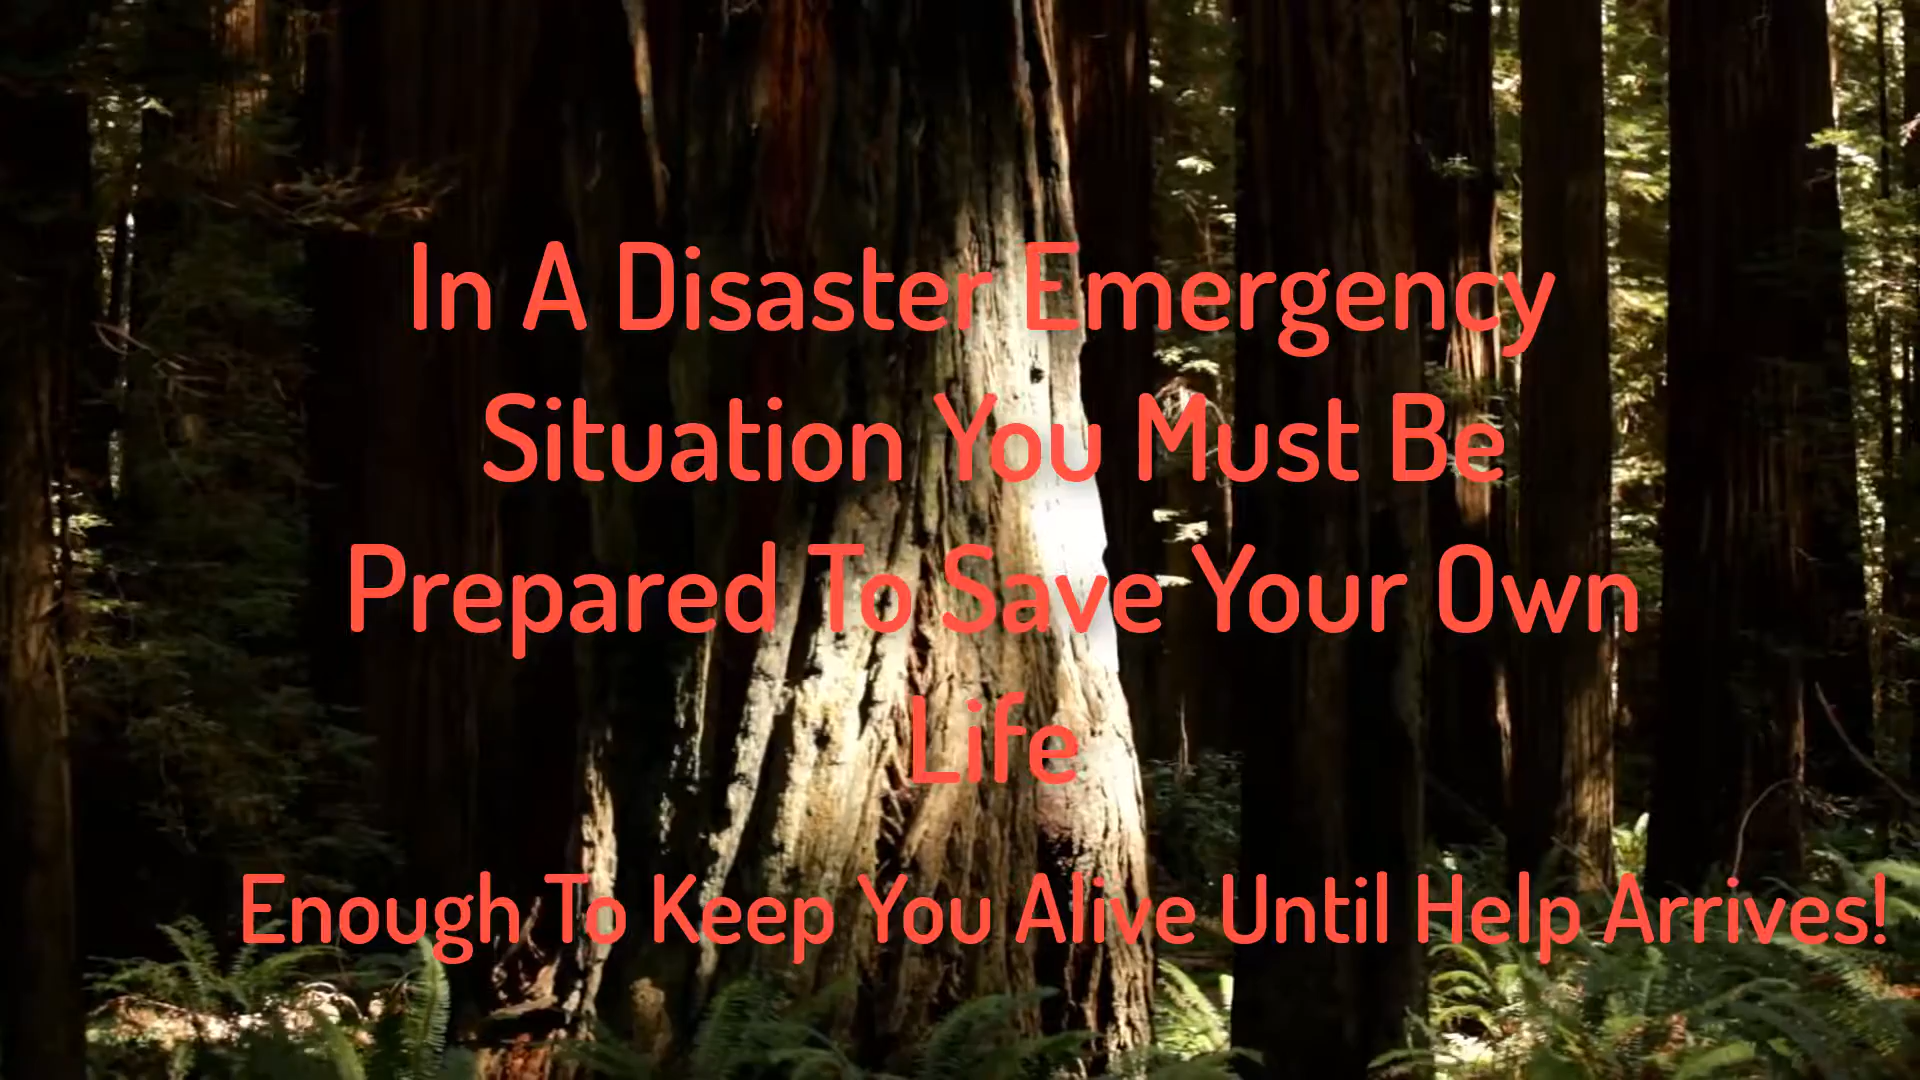 In A Disaster Emergency
Situation You Must Be
Prepared To Save Your Own
Life
Enough To Keep You Alive Until Help Arrives!